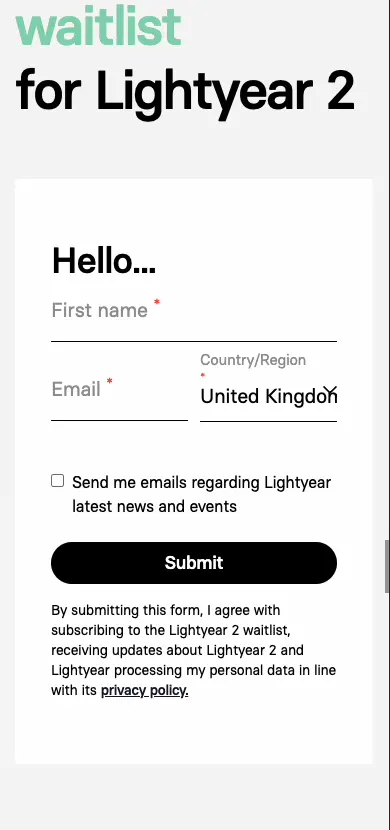 waitlist
for Lightyear 2
Hello...
First name *
Country/Region
*
Email *
United Kingdom
Send me emails regarding Lightyear
latest news and events
Submit
By submitting this form, I agree with
subscribing to the Lightyear 2 waitlist,
receiving updates about Lightyear 2 and
Lightyear processing my personal data in line
with its privacy policy.